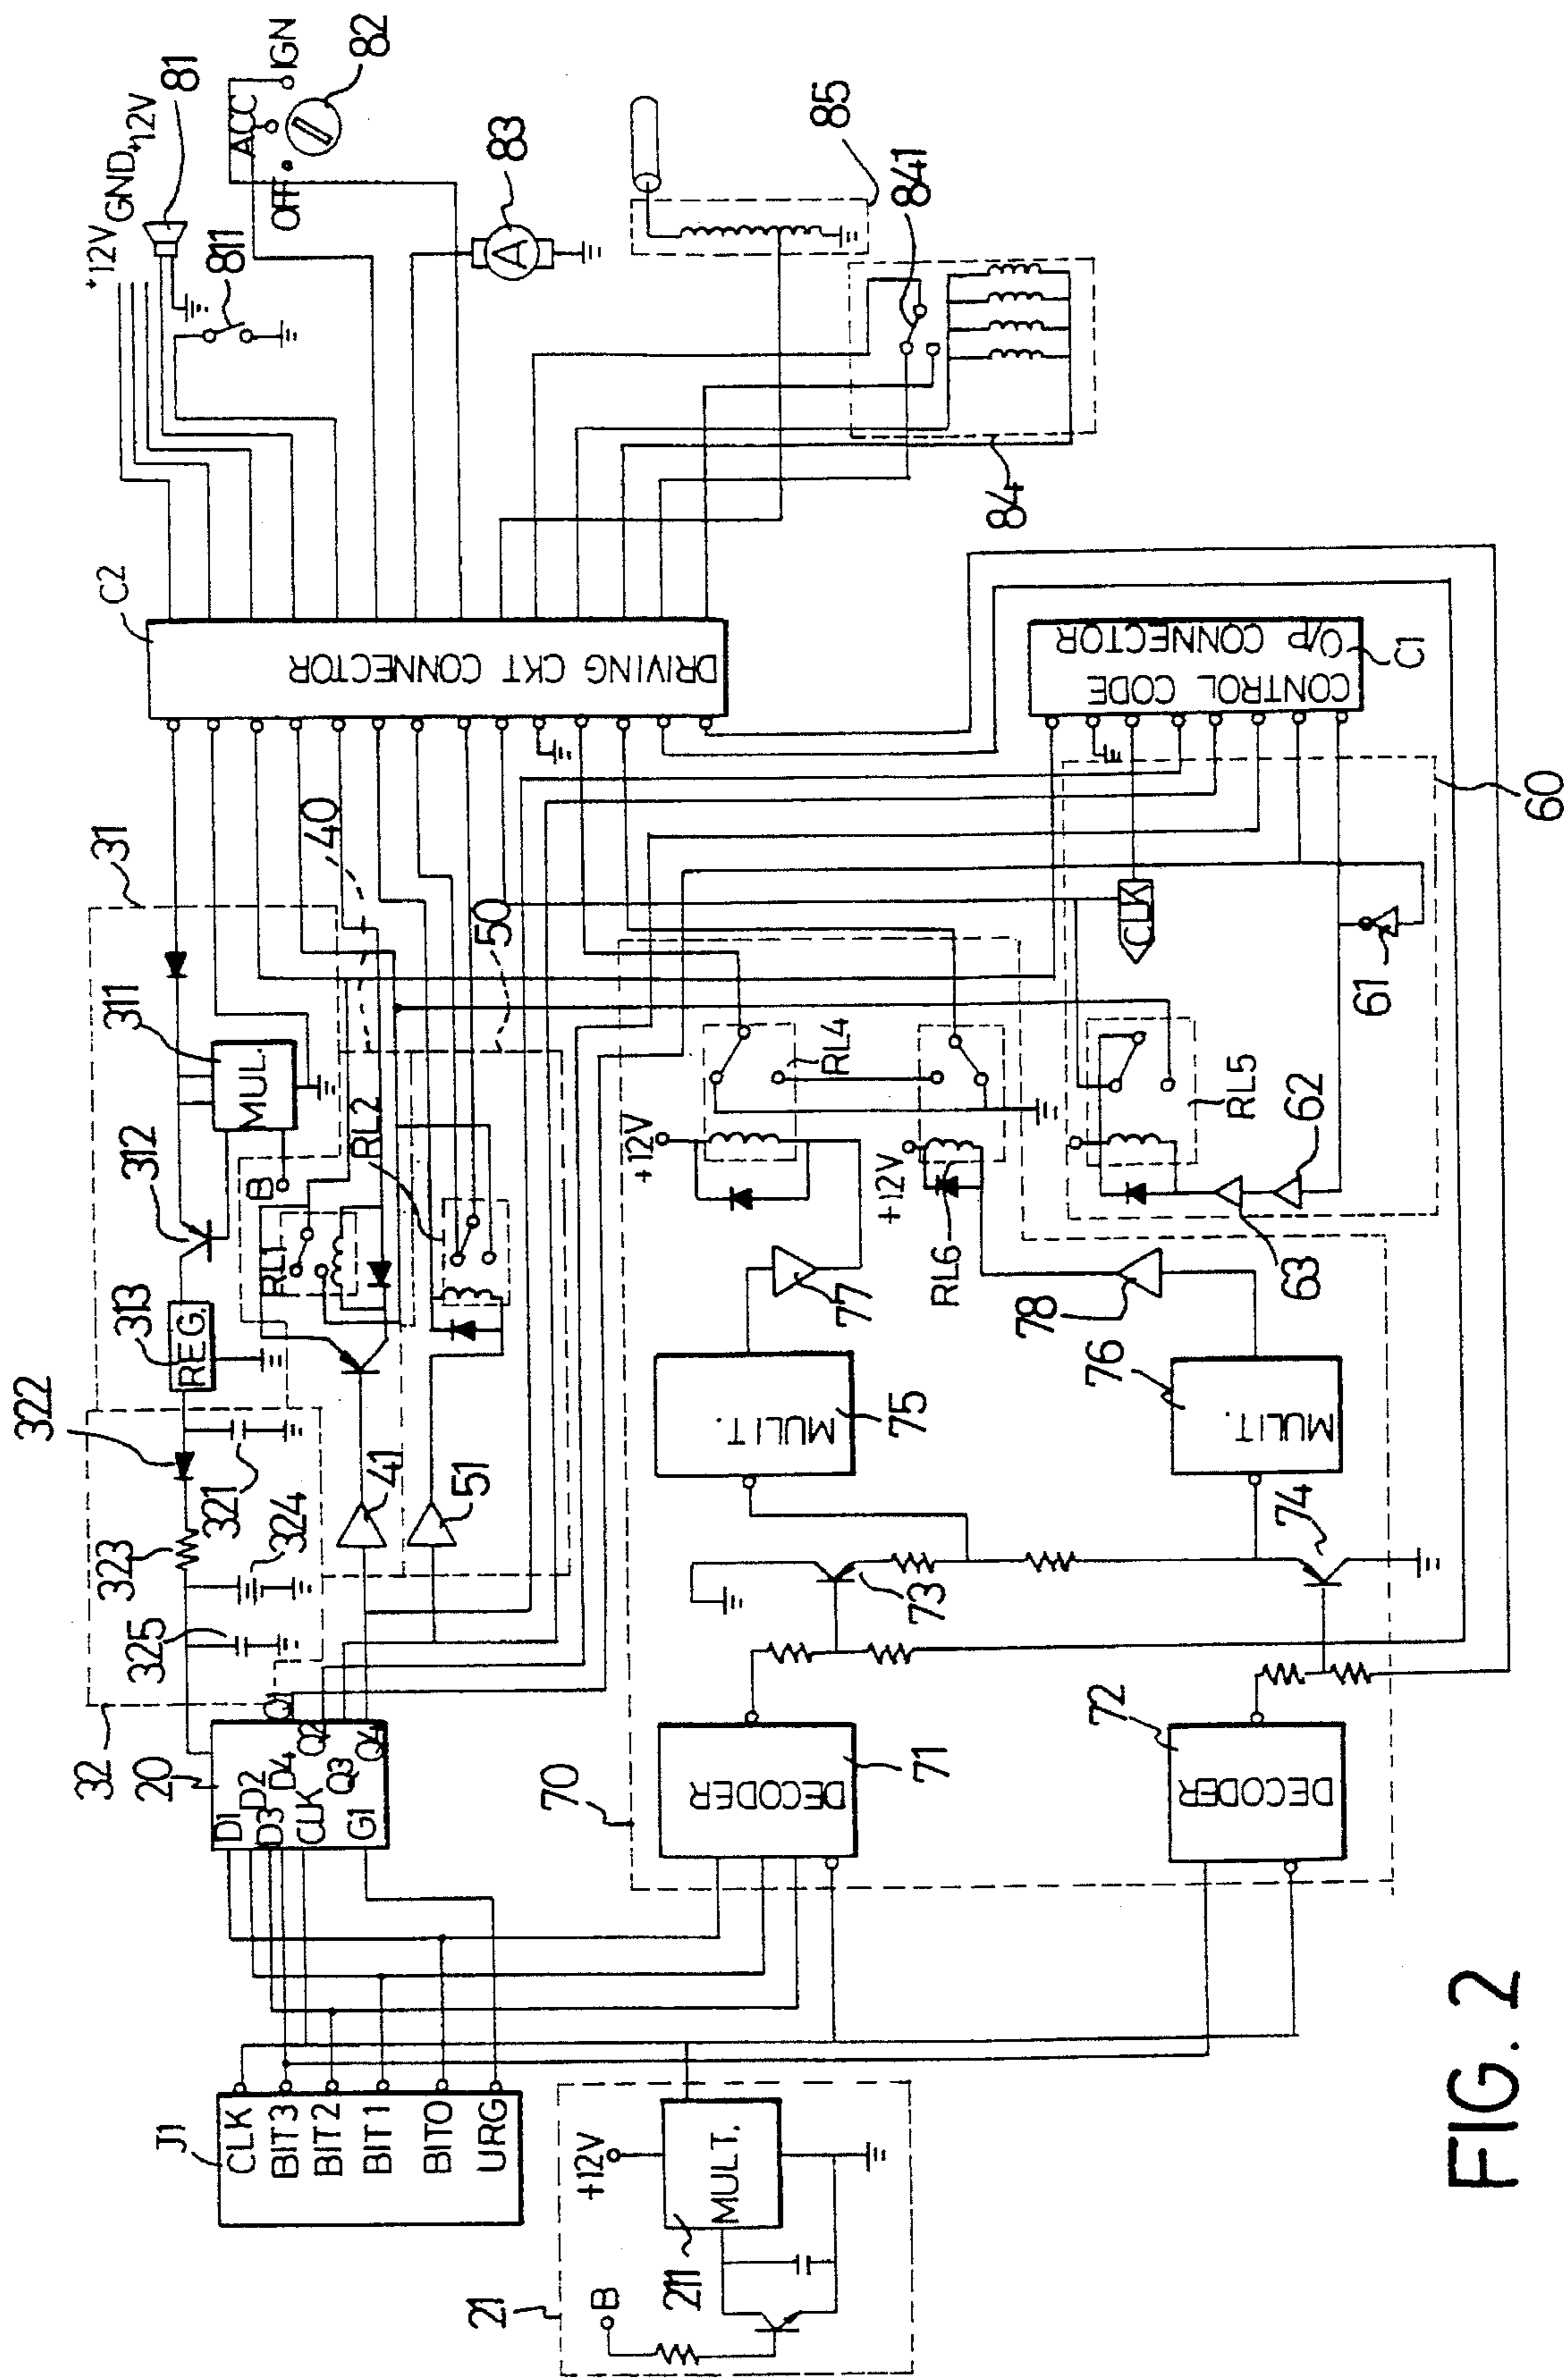 J1
CLK
BIT3
BIT2
BIT1
BIT0
URG
21
B
211
MULT.
+12V
32
20
D1
D2
D3
D4
CLK
G1
Q1
Q2
Q3
Q4
325
323
324
322
321
313
REG.
312
311
MUL.
31
B
RL1
RL2
40
50
41
51
C2
DRIVING CKT CONNECTOR
+12V
GND
+12V
81
811
OFF
ACC
IGN
82
83
A
85
841
84
70
DECODER
71
72
DECODER
73
74
MULIT.
75
76
MULIT.
77
78
+12V
RL4
+12V
RL6
RL5
62
63
61
CLK
60
CONTROL CODE
O/P CONNECTOR
C1
FIG. 2